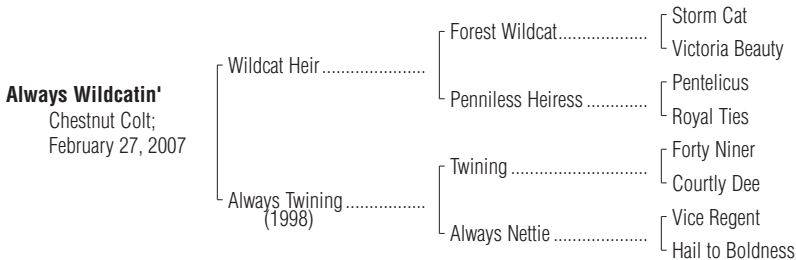 Storm Cat
Forest Wildcat....................
Victoria Beauty
Wildcat Heir.......................
Pentelicus
Penniless Heiress..............
Royal Ties
Always Wildcatin'
Chestnut Colt;
February 27, 2007
Forty Niner
Twining ..............................
Courtly Dee
Always Twining..................
(1998)
Vice Regent
Always Nettie .....................
Hail to Boldness